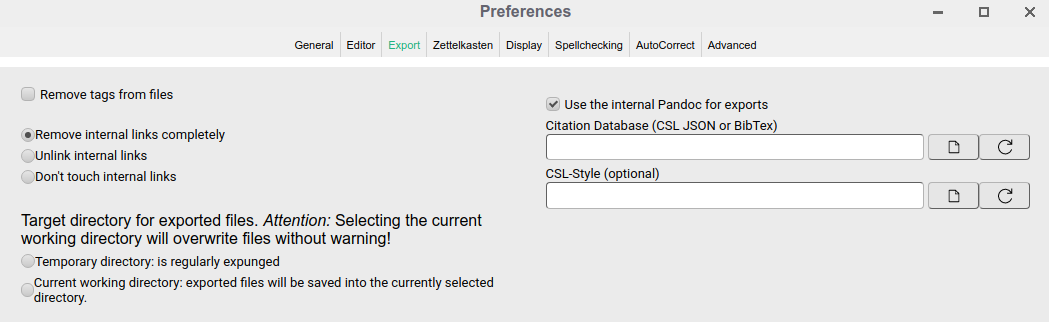 Preferences
General Editor Export Zettelkasten Display Spellchecking AutoCorrect Advanced
Remove tags from files
Remove internal links completely
Unlink internal links
Don't touch internal links
Target directory for exported files. Attention: Selecting the current
working directory will overwrite files without warning!
Temporary directory: is regularly expunged
Current working directory: exported files will be saved into the currently selected
directory.
Use the internal Pandoc for exports
Citation Database (CSL JSON or BibTex)
CSL-Style (optional)